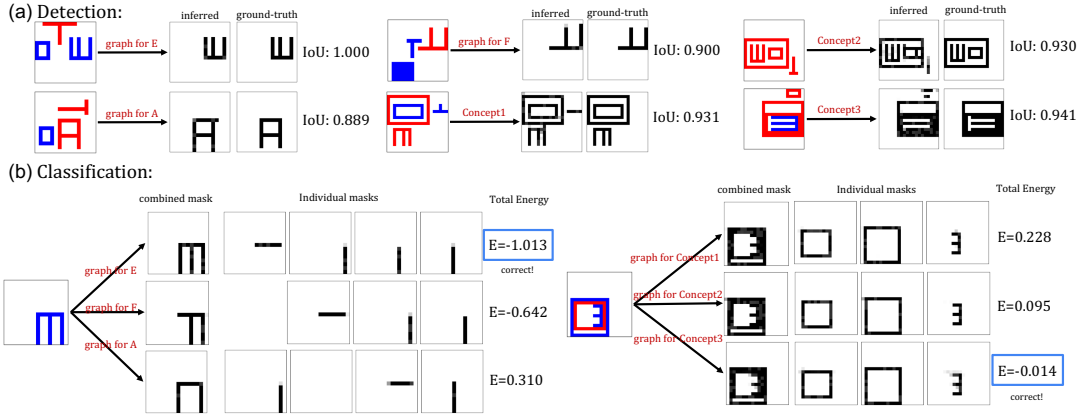 (a) Detection:
inferred ground-truth
graph for E
IoU: 1.000
graph for A
IoU: 0.889
inferred ground-truth
graph for F
IoU: 0.900
Concept1
IoU: 0.931
inferred ground-truth
Concept2
IoU: 0.930
Concept3
IoU: 0.941
(b) Classification:
combined mask Individual masks Total Energy
graph for E
E=-1.013
correct!
graph for F
E=-0.642
graph for A
E=0.310
combined mask Individual masks Total Energy
graph for Concept1
E=0.228
graph for Concept2
E=0.095
graph for Concept3
E=-0.014
correct!